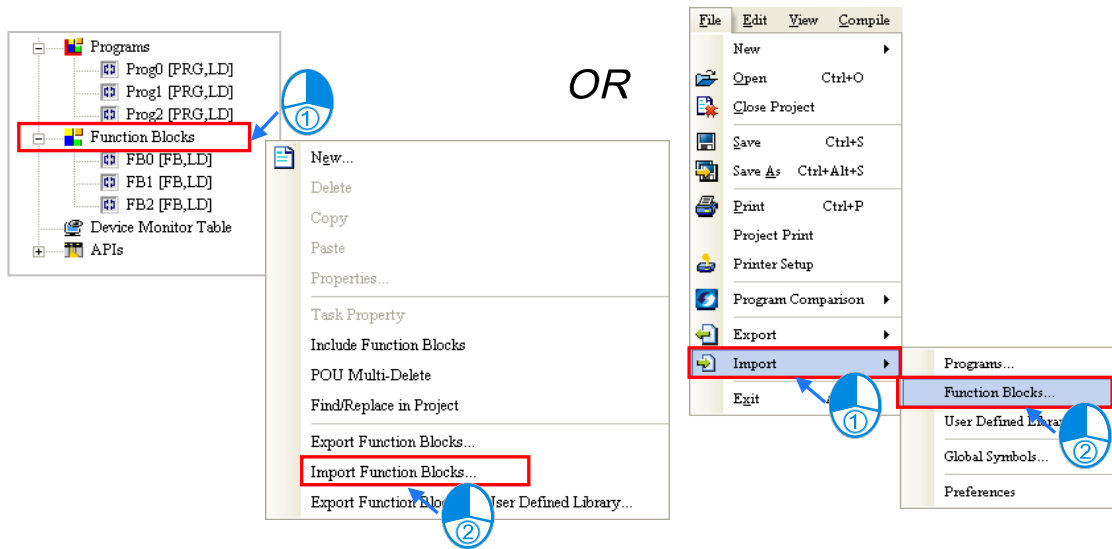 Programs
Prog0 [PRG,LD]
Prog1 [PRG,LD]
Prog2 [PRG,LD]
Function Blocks
FB0 [FB,LD]
FB1 [FB,LD]
FB2 [FB,LD]
Device Monitor Table
APIs
①
New...
Delete
Copy
Paste
Properties...
Task Property
Include Function Blocks
POU Multi-Delete
Find/Replace in Project
Export Function Blocks...
Import Function Blocks...
Export Function User Defined Library...
②
OR
File Edit View Compile
New
Open Ctrl+O
Close Project
Save Ctrl+S
Save As Ctrl+Alt+S
Print Ctrl+P
Project Print
Printer Setup
Program Comparison
Export
Import
Exit
①
Programs...
Function Blocks...
User Defined
Global Symbols...
Preferences
②